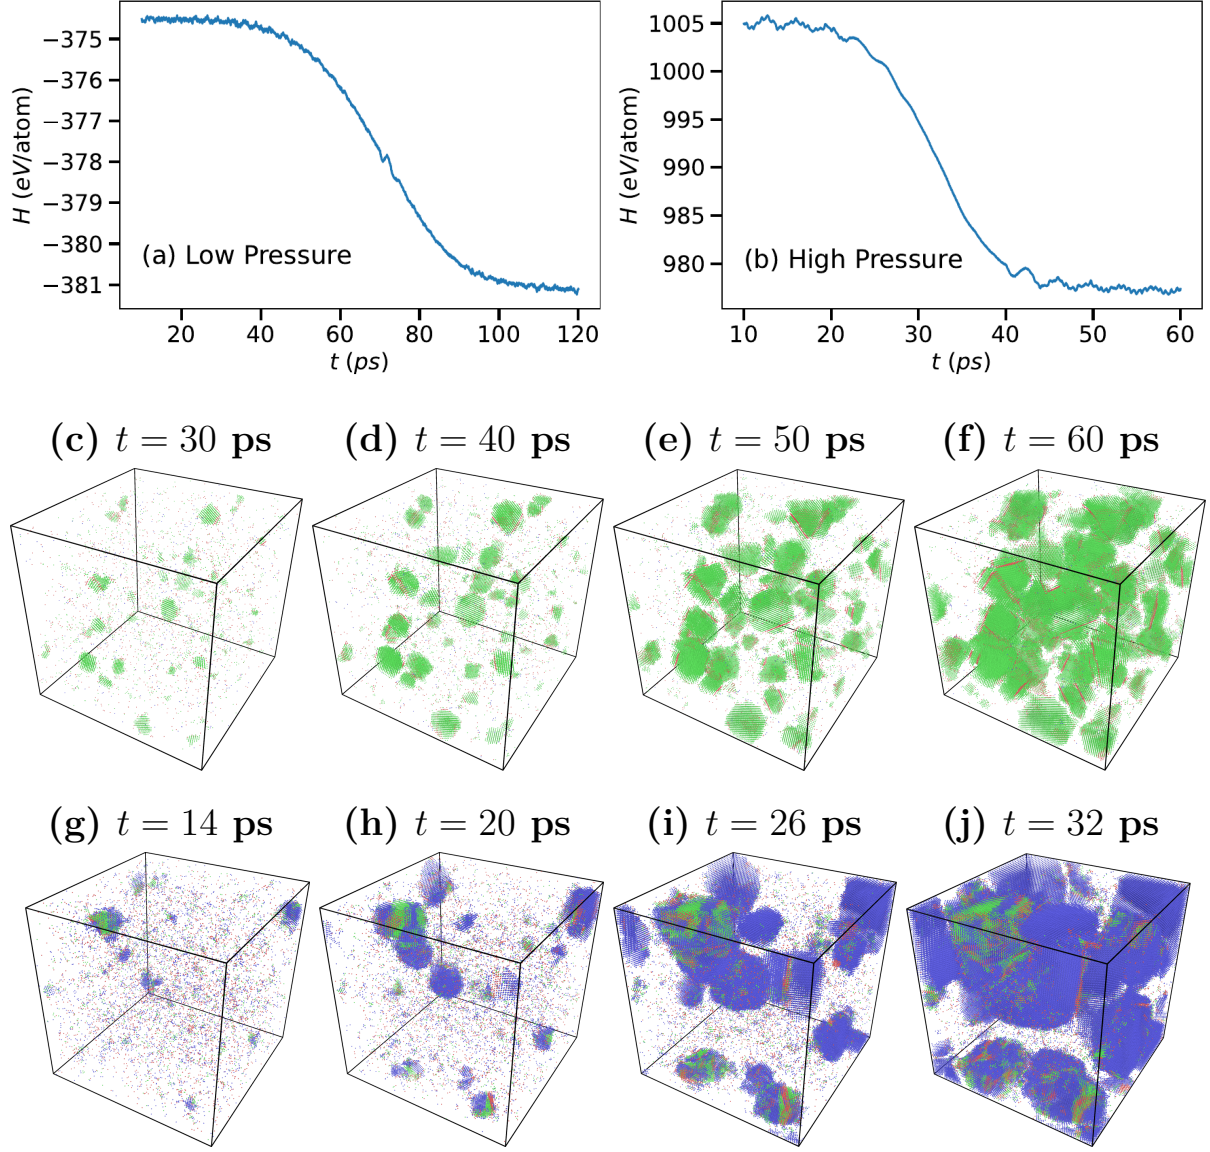 −375
−376
−377
−378
−379
−380
−381
H (eV/atom)
(a) Low Pressure
20 40 60 80 100 120
t (ps)
1005
1000
995
990
985
980
H (eV/atom)
(b) High Pressure
10 20 30 40 50 60
t (ps)
(c) t = 30 ps
(d) t = 40 ps
(e) t = 50 ps
(f) t = 60 ps
(g) t = 14 ps
(h) t = 20 ps
(i) t = 26 ps
(j) t = 32 ps